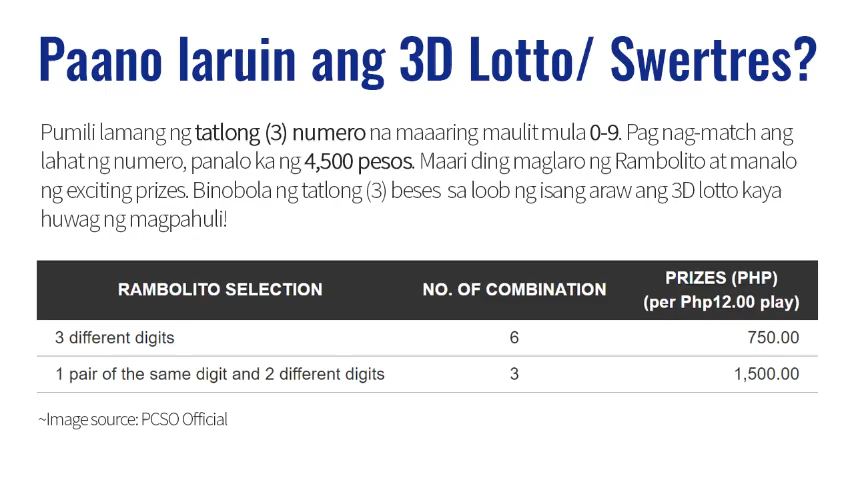 Paano laruin ang 3D Lotto/ Swertres?
Pumili lamang ng tatlong (3) numero na maaaring maulit mula 0-9. Pag nag-match ang
lahat ng numero, panalo ka ng 4,500 pesos. Maari ding maglaro ng Rambolito at manalo
ng exciting prizes. Binobola ng tatlong (3) beses sa loob ng isang araw ang 3D lotto kaya
huwag ng magpahuli!
RAMBOLITO SELECTION NO. OF COMBINATION PRIZES (PHP)
(per Php12.00 play)
3 different digits 6 750.00
1 pair of the same digit and 2 different digits 3 1,500.00
~Image source: PCSO Official